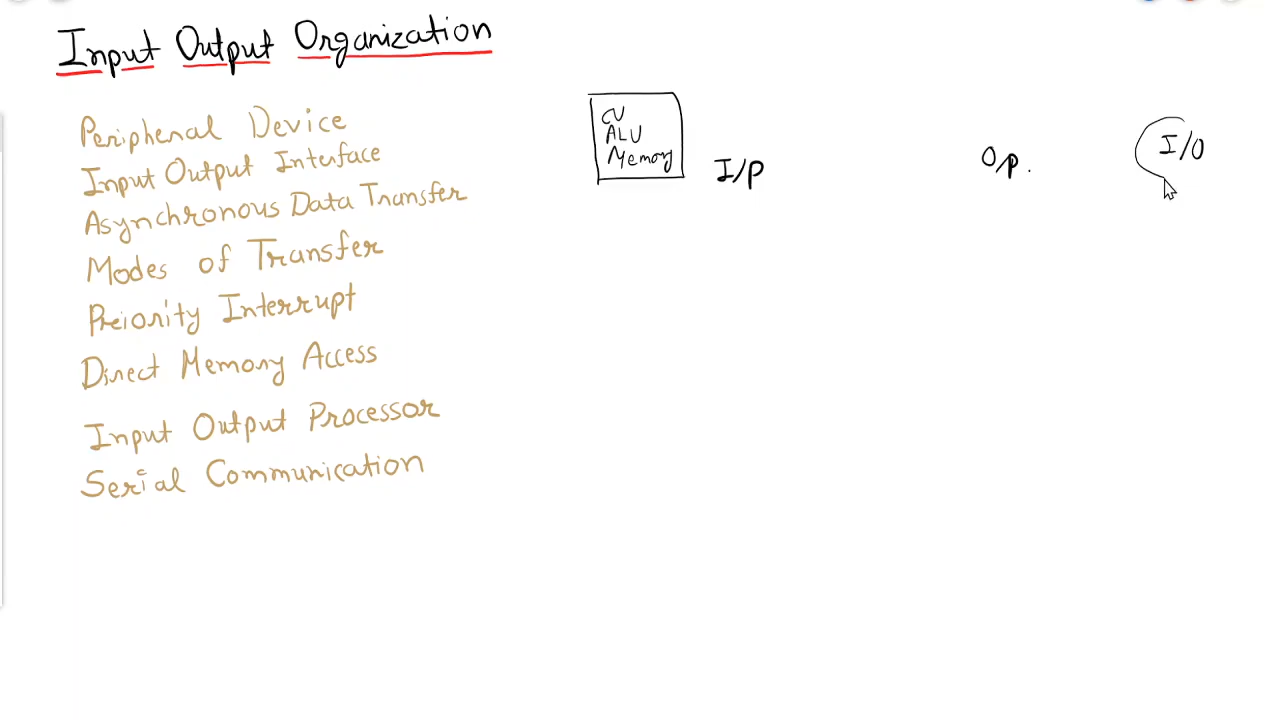 Input Output Organization
Peripheral Device
Input Output Interface
Asynchronous Data Transfer
Modes of Transfer
Preiority Interrupt
Direct Memory Access
Input Output Processor
Serial Communication
CU
ALU
Memory
I/P
O/P.
I/O